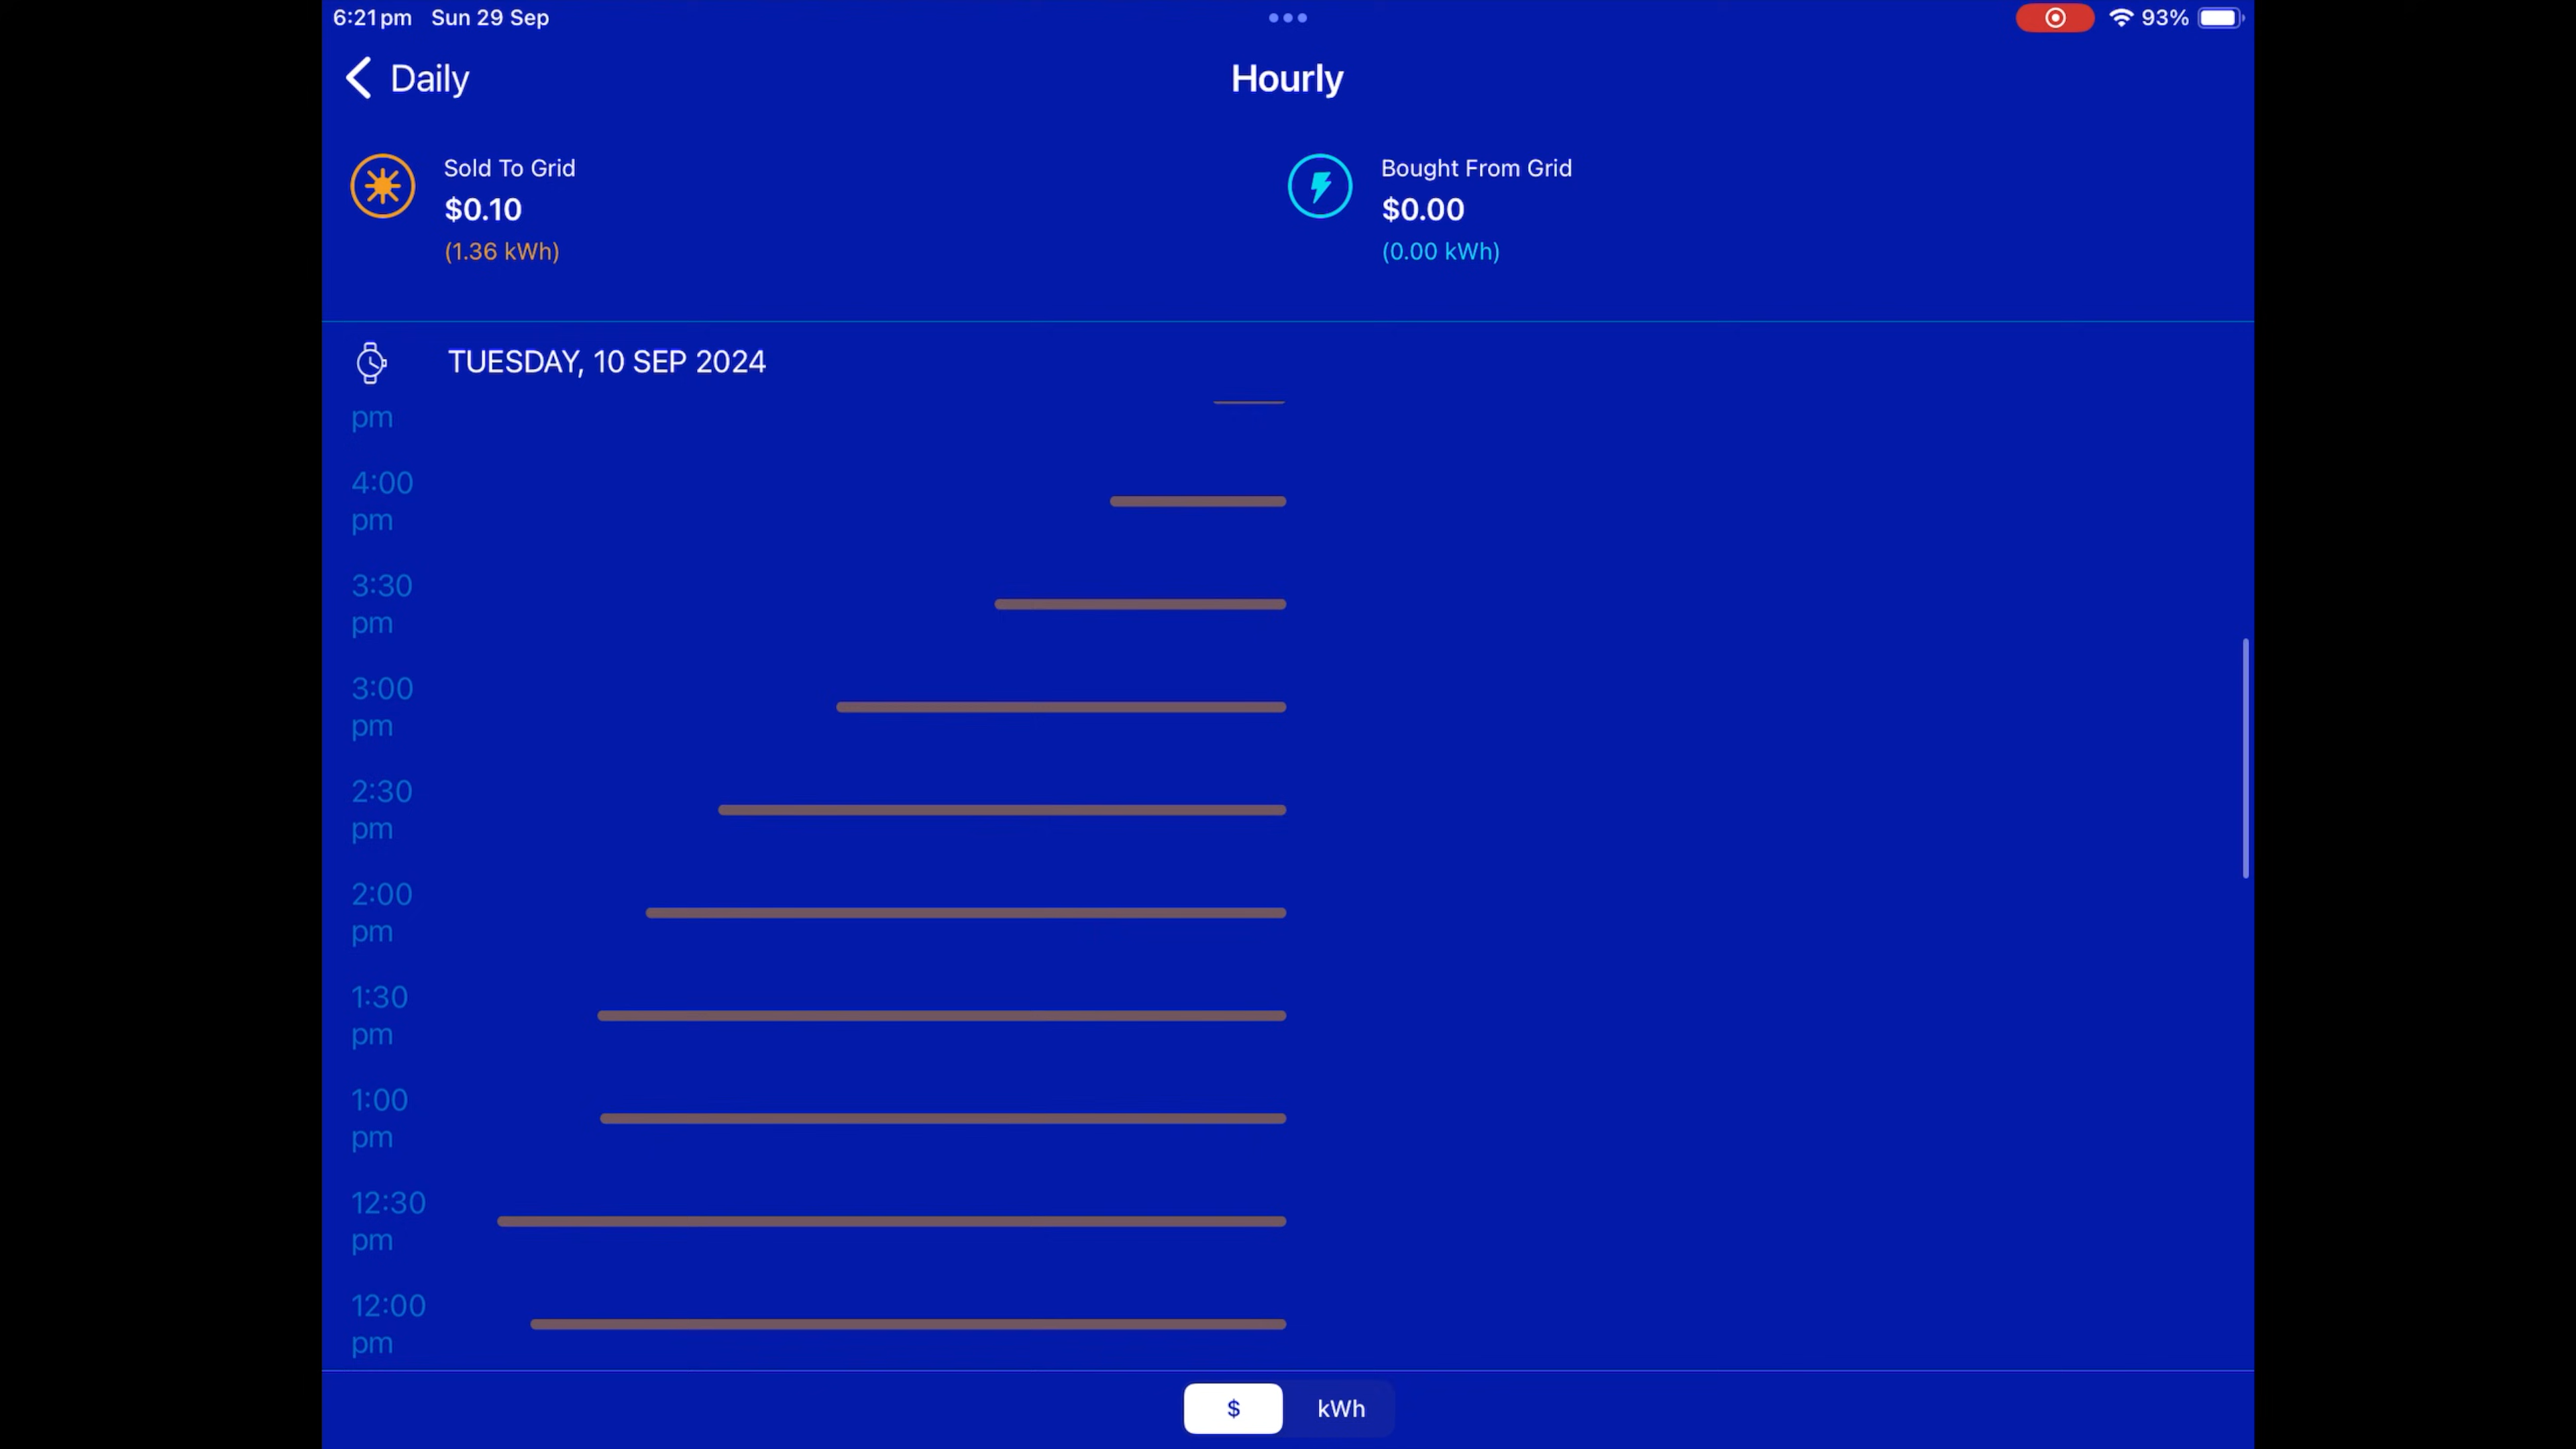 6:21 pm Sun 29 Sep
93%
Daily
Hourly
Sold To Grid
$0.10
(1.36 kWh)
Bought From Grid
$0.00
(0.00 kWh)
TUESDAY, 10 SEP 2024
pm
4:00
pm
3:30
pm
3:00
pm
2:30
pm
2:00
pm
1:30
pm
1:00
pm
12:30
pm
12:00
pm
$
kWh